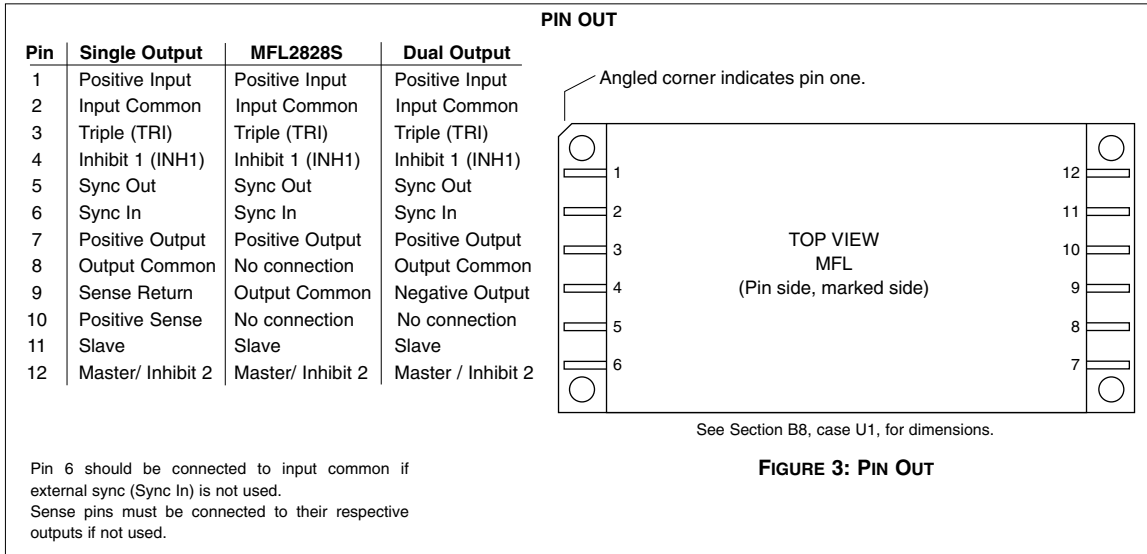 PIN OUT
Pin Single Output MFL2828S Dual Output
1 Positive Input Positive Input Positive Input
2 Input Common Input Common Input Common
3 Triple (TRI) Triple (TRI) Triple (TRI)
4 Inhibit 1 (INH1) Inhibit 1 (INH1) Inhibit 1 (INH1)
5 Sync Out Sync Out Sync Out
6 Sync In Sync In Sync In
7 Positive Output Positive Output Positive Output
8 Output Common No connection Output Common
9 Sense Return Output Common Negative Output
10 Positive Sense No connection No connection
11 Slave Slave Slave
12 Master/ Inhibit 2 Master/ Inhibit 2 Master / Inhibit 2
Pin 6 should be connected to input common if
external sync (Sync In) is not used.
Sense pins must be connected to their respective
outputs if not used.
Angled corner indicates pin one.
1 12
2 11
3 10
4 9
5 8
6 7
TOP VIEW
MFL
(Pin side, marked side)
See Section B8, case U1, for dimensions.
FIGURE 3: PIN OUT